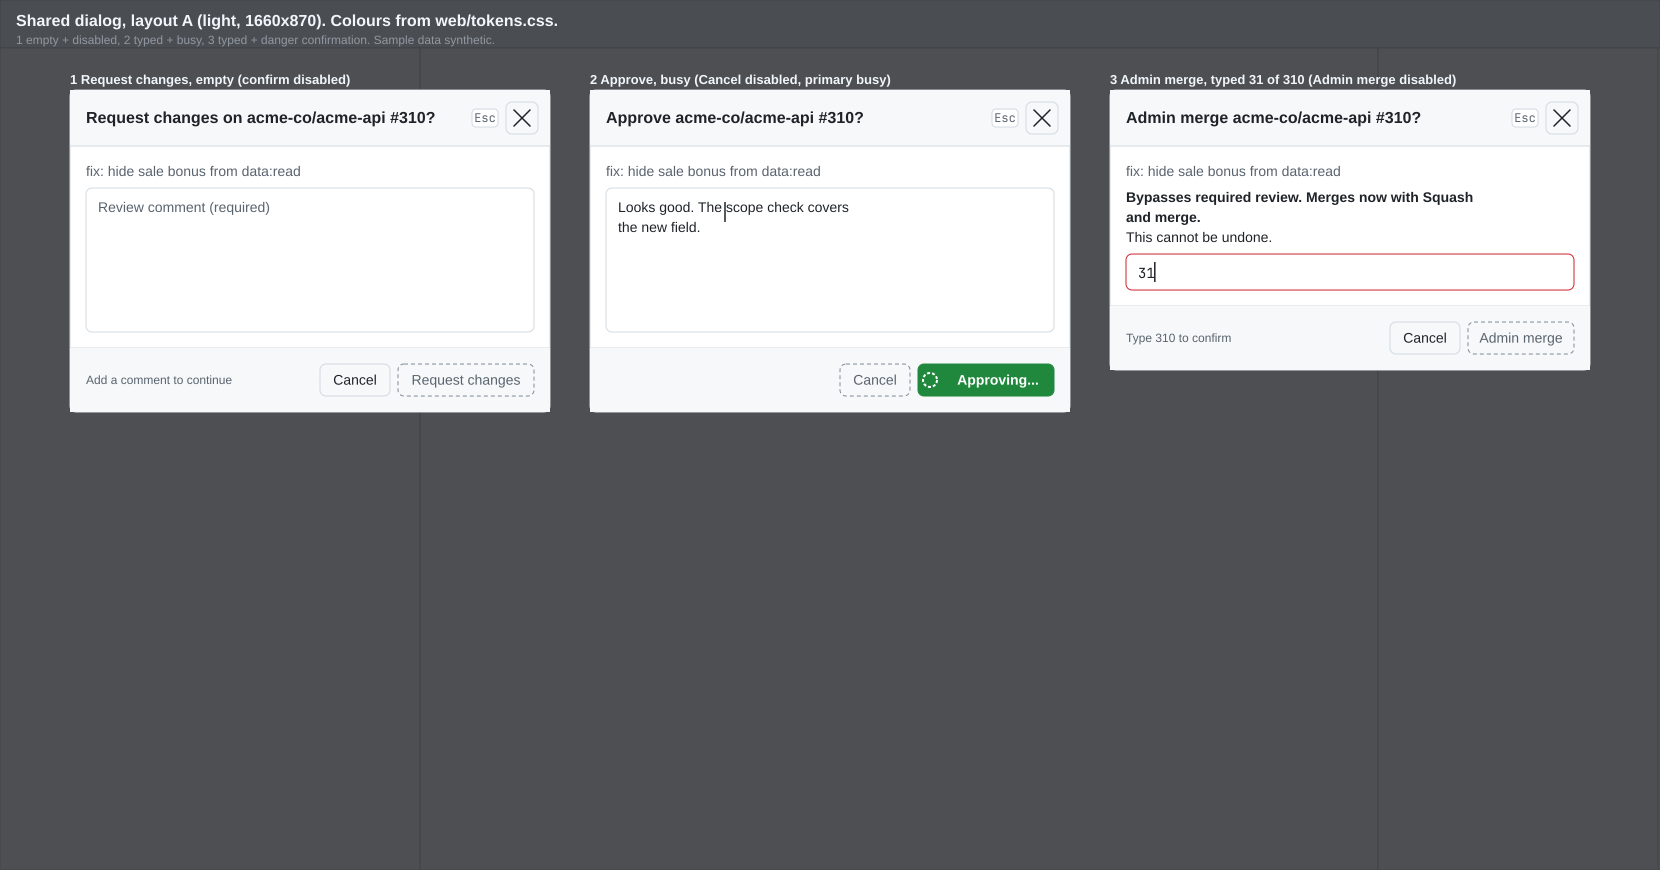 Shared dialog, layout A (light, 1660x870). Colours from web/tokens.css.
1 empty + disabled, 2 typed + busy, 3 typed + danger confirmation. Sample data synthetic.
1 Request changes, empty (confirm disabled)
Request changes on acme-co/acme-api #310?
Esc
fix: hide sale bonus from data:read
Review comment (required)
Add a comment to continue
Cancel
Request changes
2 Approve, busy (Cancel disabled, primary busy)
Approve acme-co/acme-api #310?
Esc
fix: hide sale bonus from data:read
Looks good. The scope check covers
the new field.
Cancel
Approving...
3 Admin merge, typed 31 of 310 (Admin merge disabled)
Admin merge acme-co/acme-api #310?
Esc
fix: hide sale bonus from data:read
Bypasses required review. Merges now with Squash
and merge.
This cannot be undone.
31
Type 310 to confirm
Cancel
Admin merge